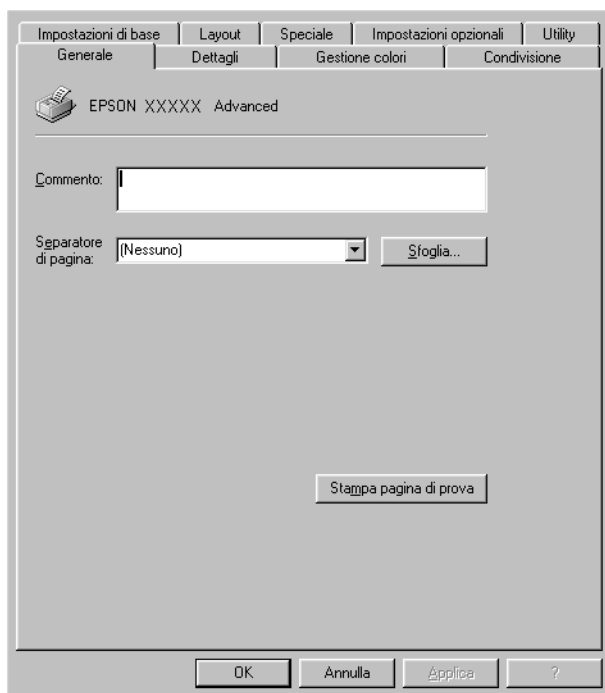 Impostazioni di base Layout Speciale Impostazioni opzionali Utility
Generale Dettagli Gestione colori Condivisione
EPSON XXXXX Advanced
Commento:
Separatore di pagina: (Nessuno) Sfoglia...
Stampa pagina di prova
OK Annulla Applica ?